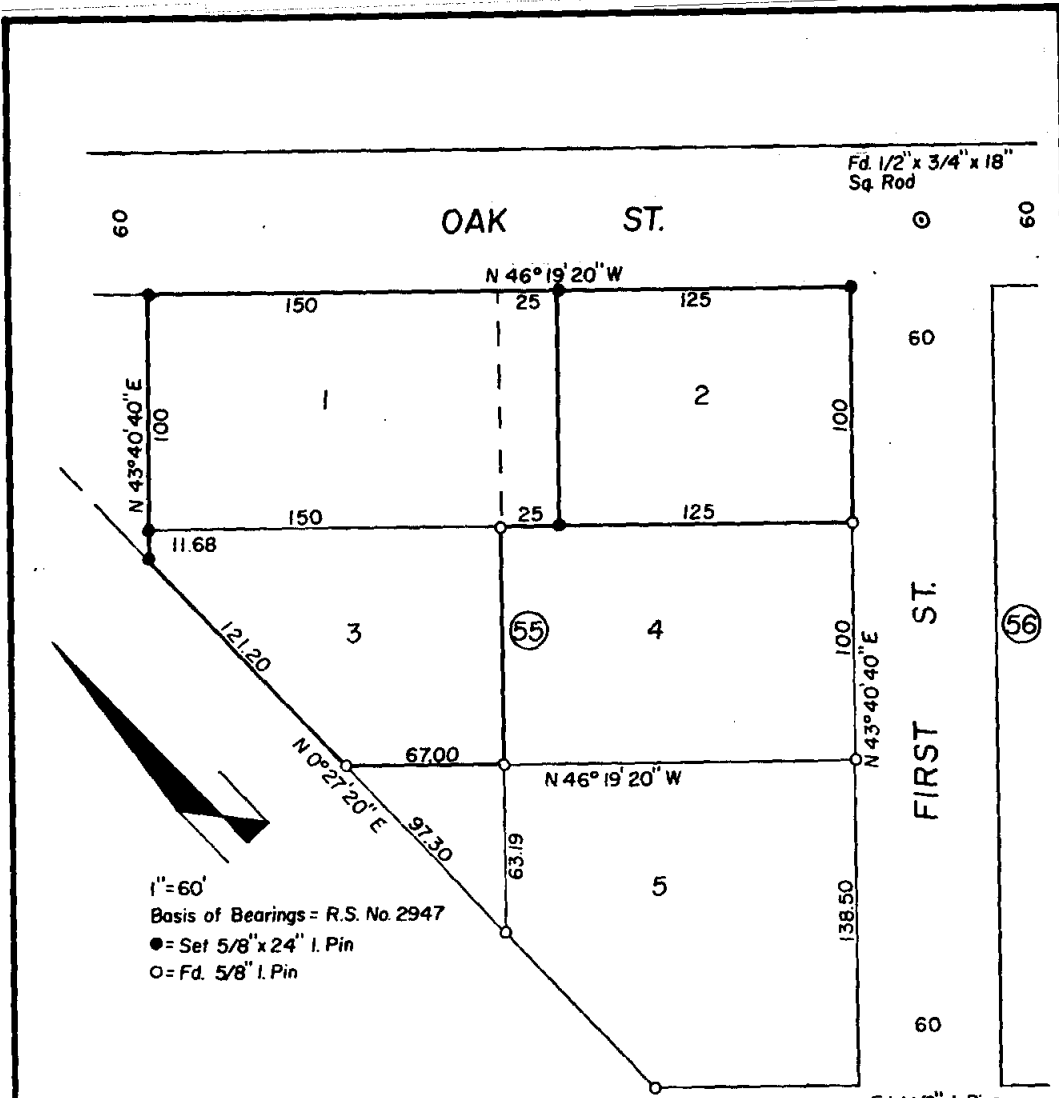 Fd. 1/2" x 3/4" x 18"
Sq. Rod
60
OAK ST.
60
N 46° 19' 20" W
150
25
125
60
1
2
N 43° 40' 40" E
100
100
150
25
125
11.68
3
55
4
100
N 43° 40' 40" E
FIRST ST.
56
121.20
67.00
N 46° 19' 20" W
N 0° 27' 20" E
97.30
63.19
5
138.50
1" = 60'
Basis of Bearings = R.S. No. 2947
●= Set 5/8" x 24" I. Pin
○= Fd. 5/8" I. Pin
60